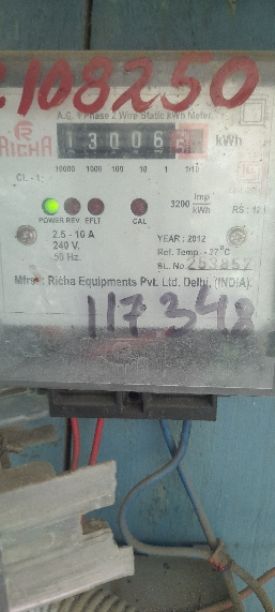 108250
A.C. 1 Phase 2 Wire Static kWh Meter
R
RICHA
13006 kWh
10000 1000 100 10 1 1/10
CL - 1
POWER REV EFLT CAL
3200 imp/kWh
2.5 - 10 A
240 V.
50 Hz.
YEAR : 2012
Ref. Temp. - 27°C
SL. No. 253857
Mfrs. : Richa Equipments Pvt. Ltd. Delhi, (INDIA).
117348